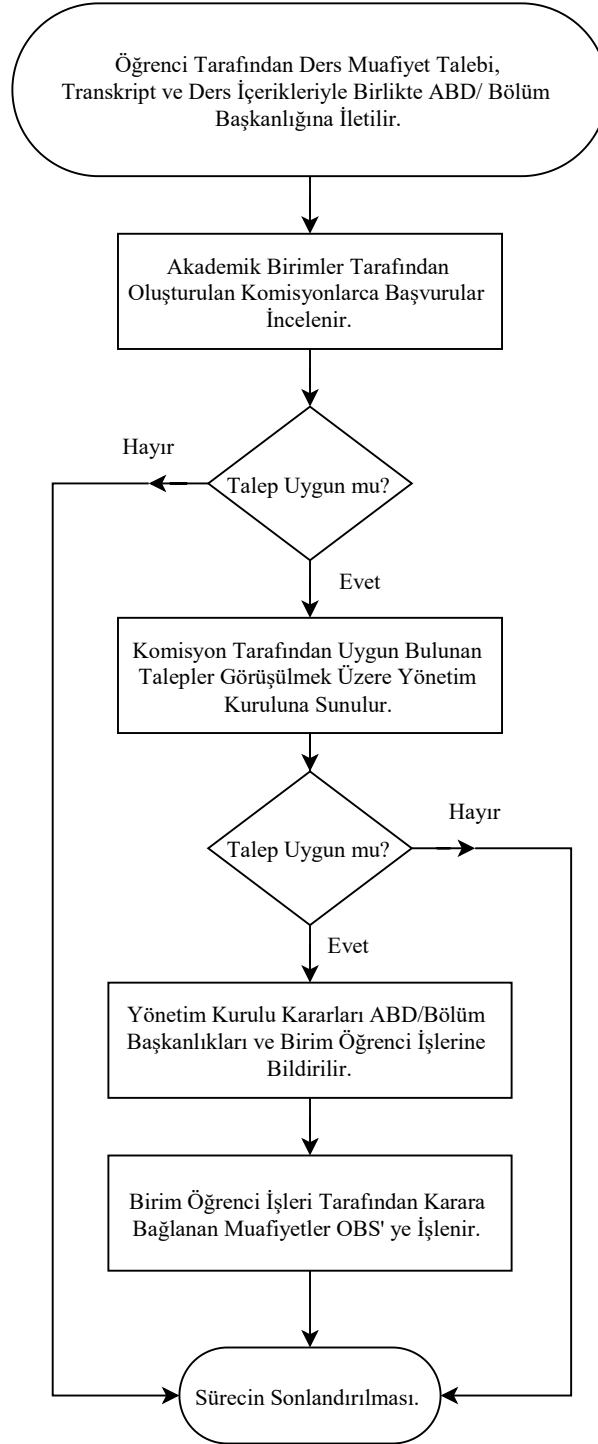 Öğrenci Tarafından Ders Muafiyet Talebi,
Transkript ve Ders İçerikleriyle Birlikte ABD/ Bölüm
Başkanlığına İletilir.
Akademik Birimler Tarafından
Oluşturulan Komisyonlarca Başvurular
İncelenir.
Hayır
Talep Uygun mu?
Evet
Komisyon Tarafından Uygun Bulunan
Talepler Görüşülmek Üzere Yönetim
Kuruluna Sunulur.
Hayır
Talep Uygun mu?
Evet
Yönetim Kurulu Kararları ABD/Bölüm
Başkanlıkları ve Birim Öğrenci İşlerine
Bildirilir.
Birim Öğrenci İşleri Tarafından Karara
Bağlanan Muafiyetler OBS' ye İşlenir.
Sürecin Sonlandırılması.